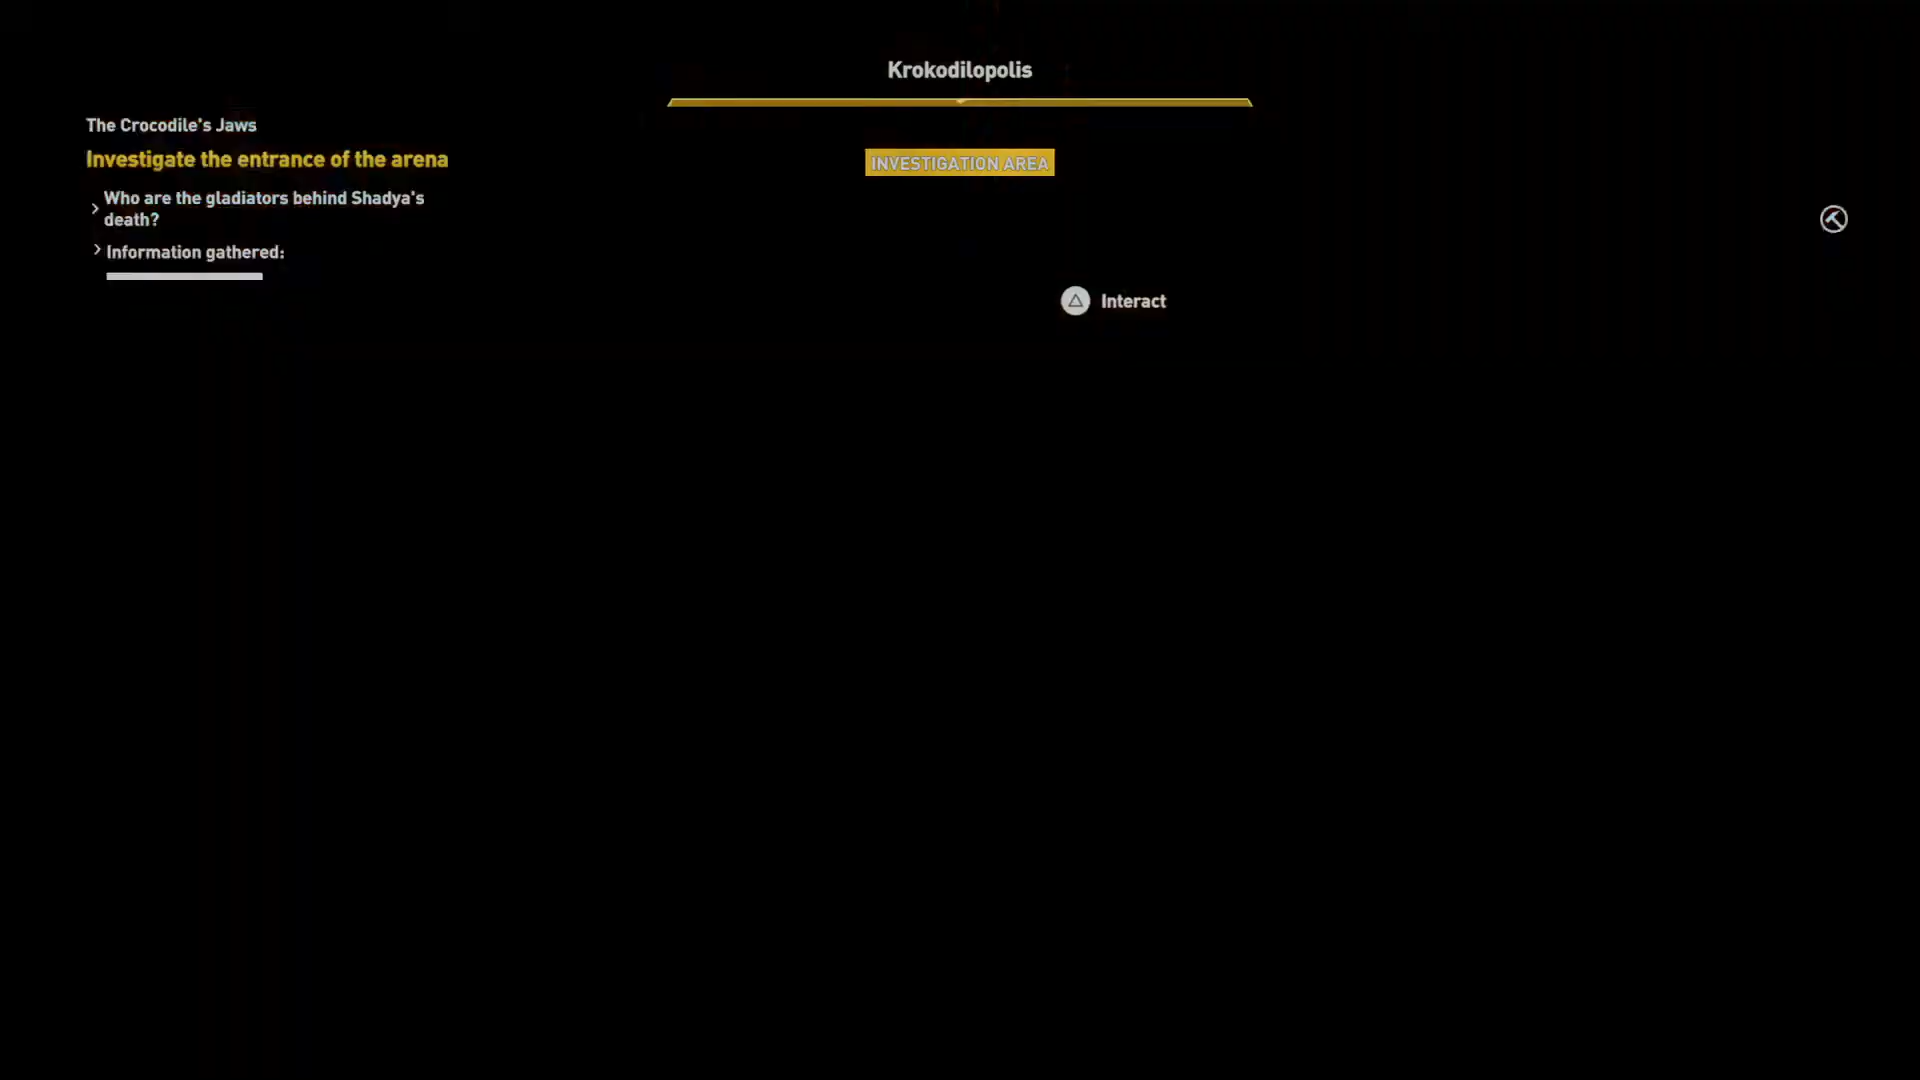 Krokodilopolis
The Crocodile's Jaws
Investigate the entrance of the arena
INVESTIGATION AREA
Who are the gladiators behind Shadya's
death?
Information gathered:
Interact